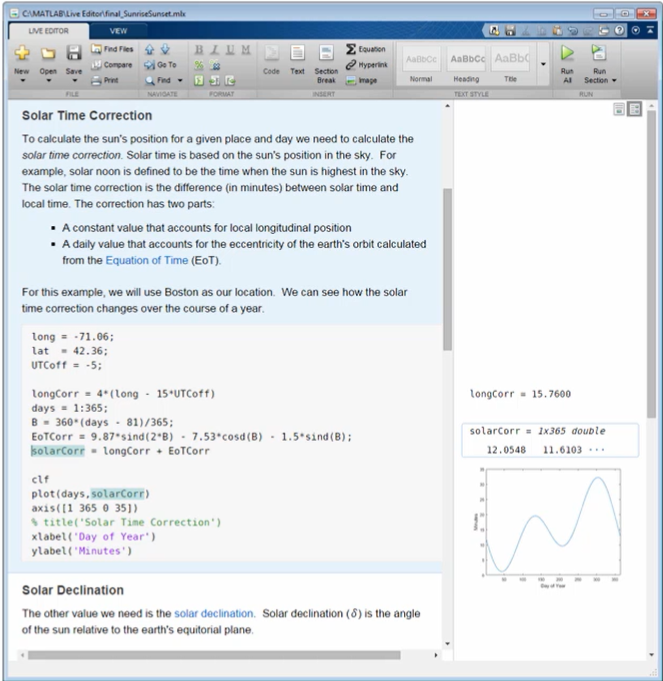 C:\MATLAB\Live Editor\final_SunriseSunset.mlx
LIVE EDITOR VIEW
New Open Save Find Files Compare Print
FILE
Go To Find
NAVIGATE
B I U M
FORMAT
Code Text Section Break Equation Hyperlink Image
INSERT
AaBbCc AaBbCc AaBbC
Normal Heading Title
TEXT STYLE
Run All Run Section
RUN
Solar Time Correction
To calculate the sun's position for a given place and day we need to calculate the
solar time correction. Solar time is based on the sun's position in the sky. For
example, solar noon is defined to be the time when the sun is highest in the sky.
The solar time correction is the difference (in minutes) between solar time and
local time. The correction has two parts:
A constant value that accounts for local longitudinal position
A daily value that accounts for the eccentricity of the earth's orbit calculated
from the Equation of Time (EoT).
For this example, we will use Boston as our location. We can see how the solar
time correction changes over the course of a year.
long = -71.06;
lat = 42.36;
UTCoff = -5;
longCorr = 4*(long - 15*UTCoff)
days = 1:365;
B = 360*(days - 81)/365;
EoTCorr = 9.87*sind(2*B) - 7.53*cosd(B) - 1.5*sind(B);
solarCorr = longCorr + EoTCorr
clf
plot(days,solarCorr)
axis([1 365 0 35])
% title('Solar Time Correction')
xlabel('Day of Year')
ylabel('Minutes')
longCorr = 15.7600
solarCorr = 1x365 double
12.0548 11.6103 ···
Minutes
Day of Year
Solar Declination
The other value we need is the solar declination. Solar declination (δ) is the angle
of the sun relative to the earth's equitorial plane.